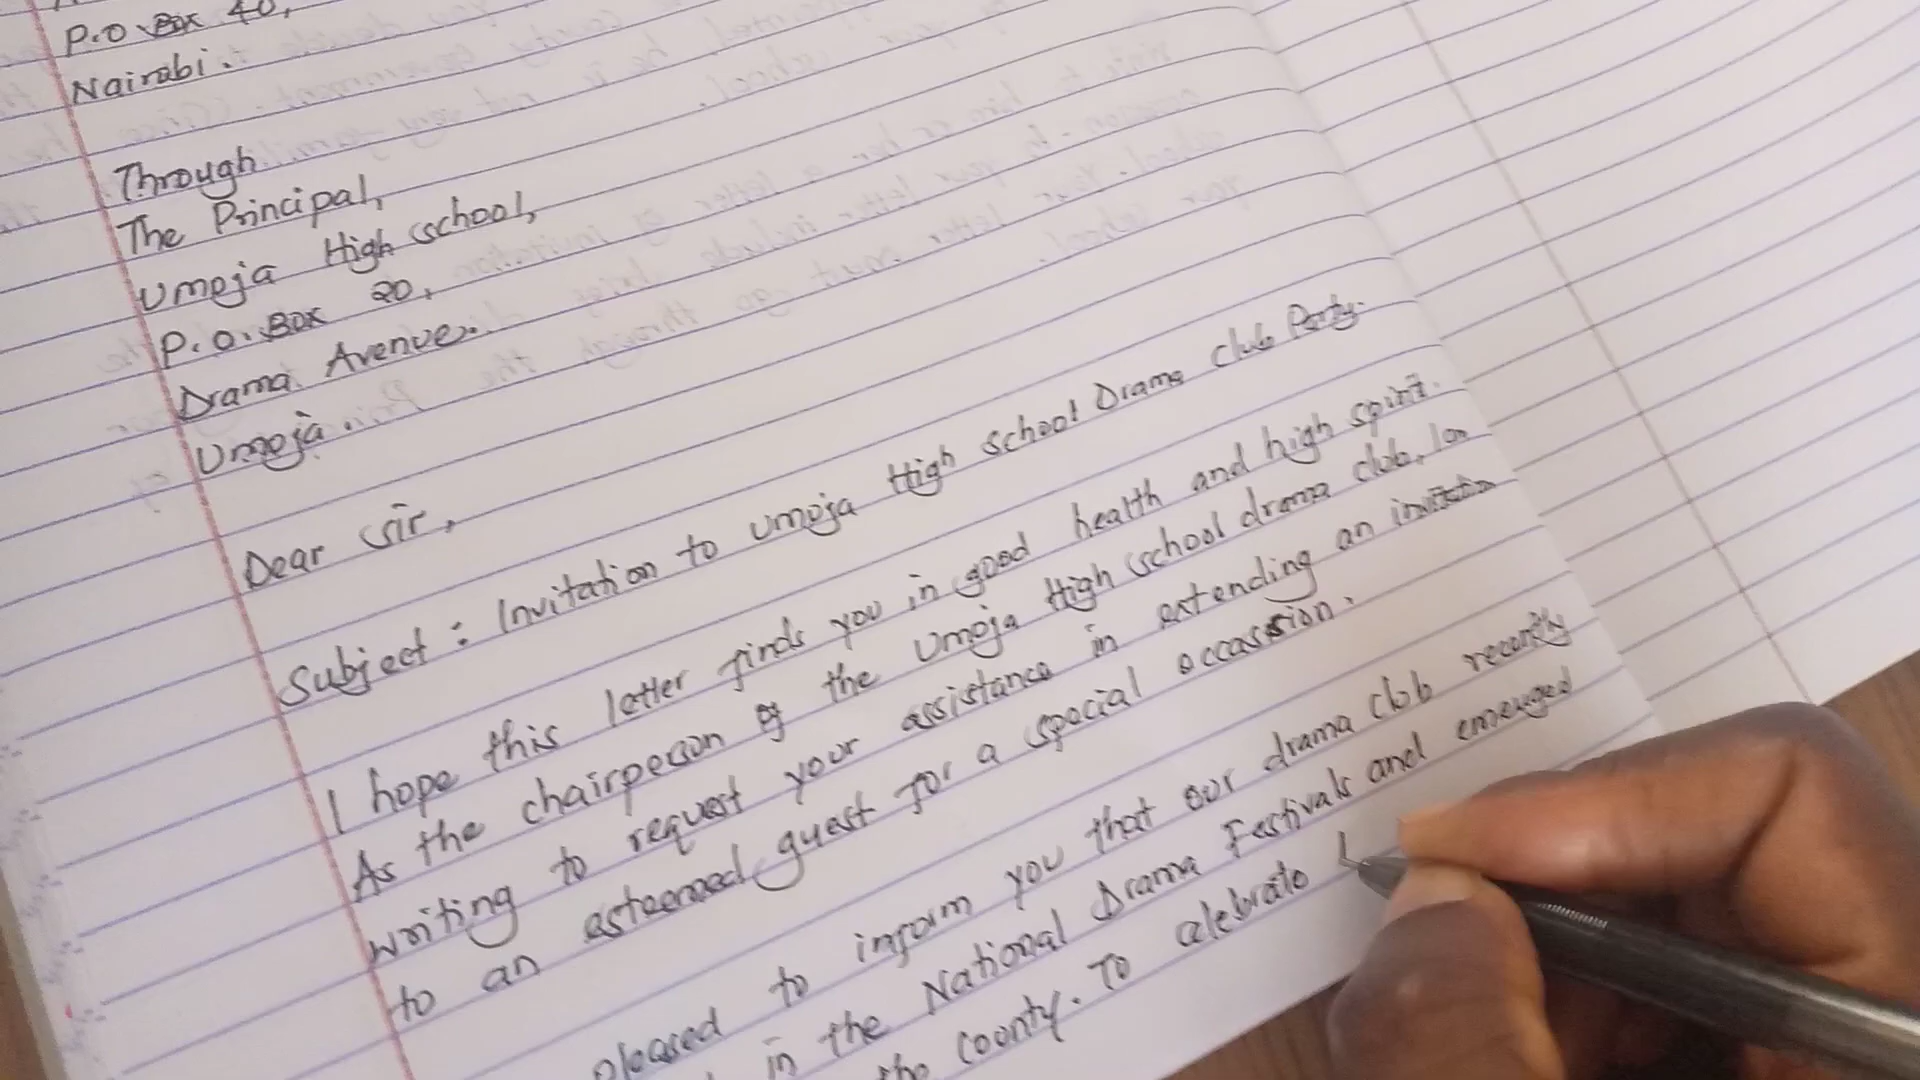 P.O Box 40,
Nairobi.
Through
The Principal,
Umoja High school,
P.O. Box 20,
Drama Avenue.
Umoja.
Dear Sir,
Subject: Invitation to Umoja High School Drama Club Party.
I hope this letter finds you in good health and high spirit.
As the chairperson of the Umoja High school drama club, I am
writing to request your assistance in extending an invitation
to an esteemed guest for a special occassion.
pleased to inform you that our drama club recently
in the National Drama Festivals and emerged
the county. To celebrate